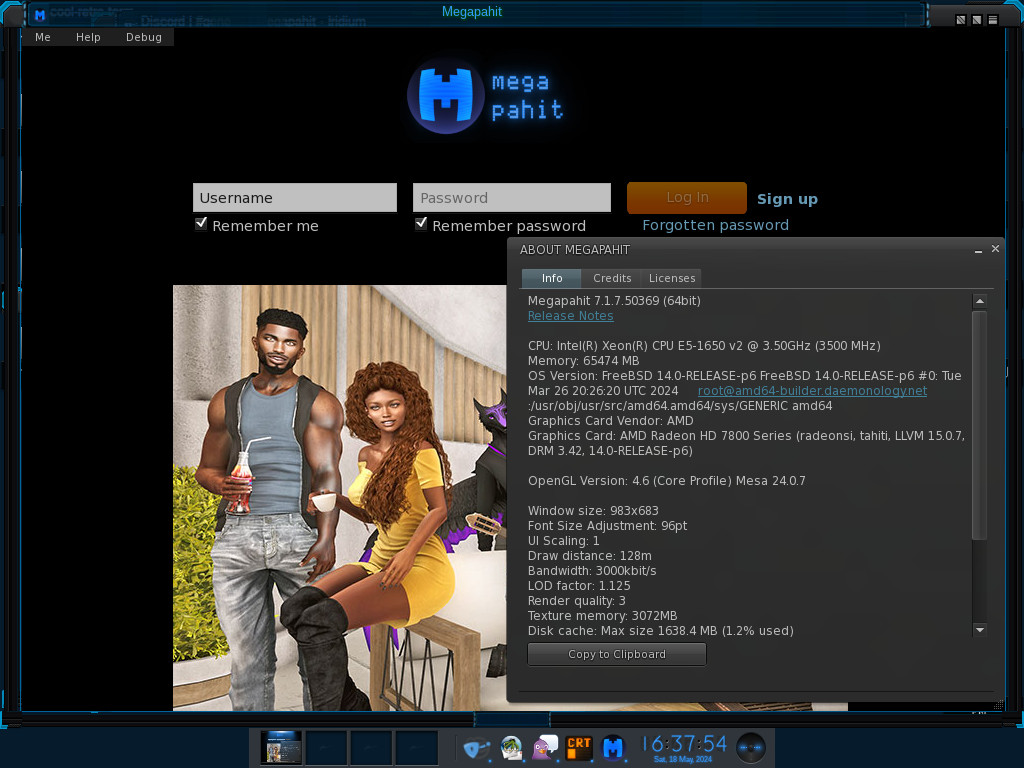 Megapahit
Me Help Debug
mega
pahit
Username
Password
Log In
Sign up
Remember me
Remember password
Forgotten password
ABOUT MEGAPAHIT
Info Credits Licenses
Megapahit 7.1.7.50369 (64bit)
Release Notes
CPU: Intel(R) Xeon(R) CPU E5-1650 v2 @ 3.50GHz (3500 MHz)
Memory: 65474 MB
OS Version: FreeBSD 14.0-RELEASE-p6 FreeBSD 14.0-RELEASE-p6 #0: Tue
Mar 26 20:26:20 UTC 2024 root@amd64-builder.daemonology.net
:/usr/obj/usr/src/amd64.amd64/sys/GENERIC amd64
Graphics Card Vendor: AMD
Graphics Card: AMD Radeon HD 7800 Series (radeonsi, tahiti, LLVM 15.0.7,
DRM 3.42, 14.0-RELEASE-p6)
OpenGL Version: 4.6 (Core Profile) Mesa 24.0.7
Window size: 983x683
Font Size Adjustment: 96pt
UI Scaling: 1
Draw distance: 128m
Bandwidth: 3000kbit/s
LOD factor: 1.125
Render quality: 3
Texture memory: 3072MB
Disk cache: Max size 1638.4 MB (1.2% used)
Copy to Clipboard
CRT
16:37:54
Sat, 18 May, 2024